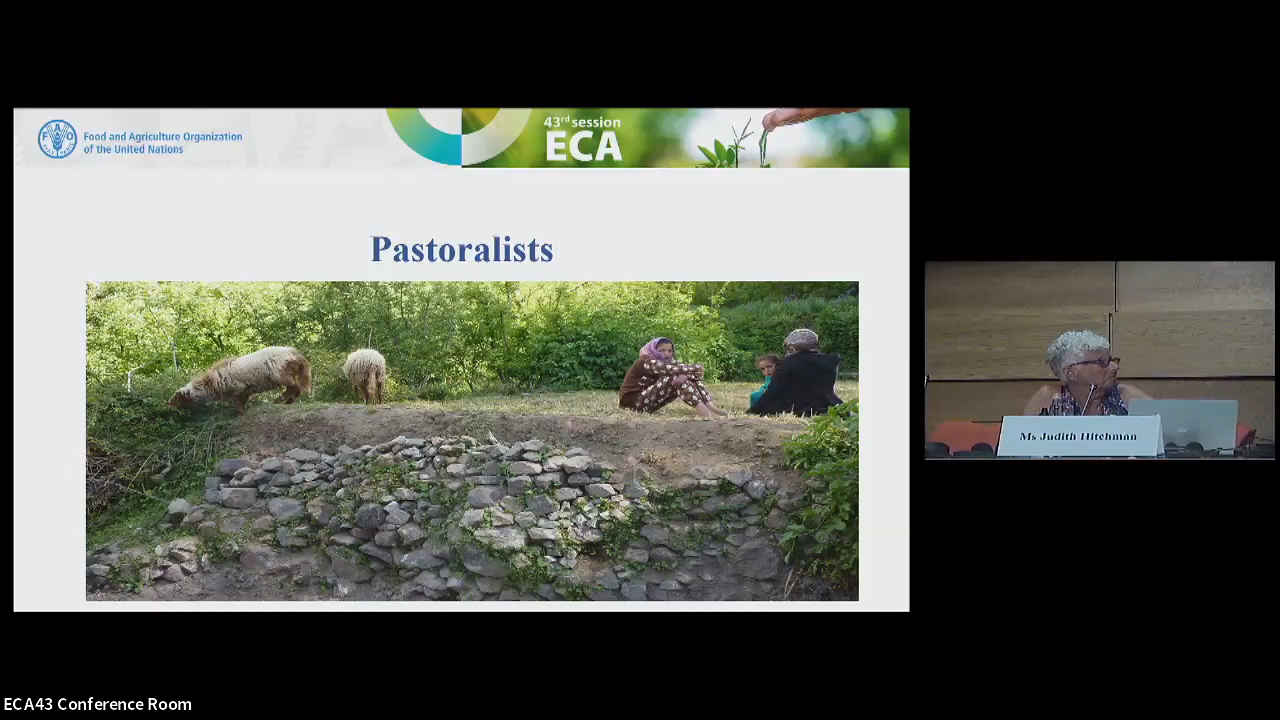 Food and Agriculture Organization
of the United Nations
43rd session
ECA
Pastoralists
Ms Judith Hitchman
ECA43 Conference Room